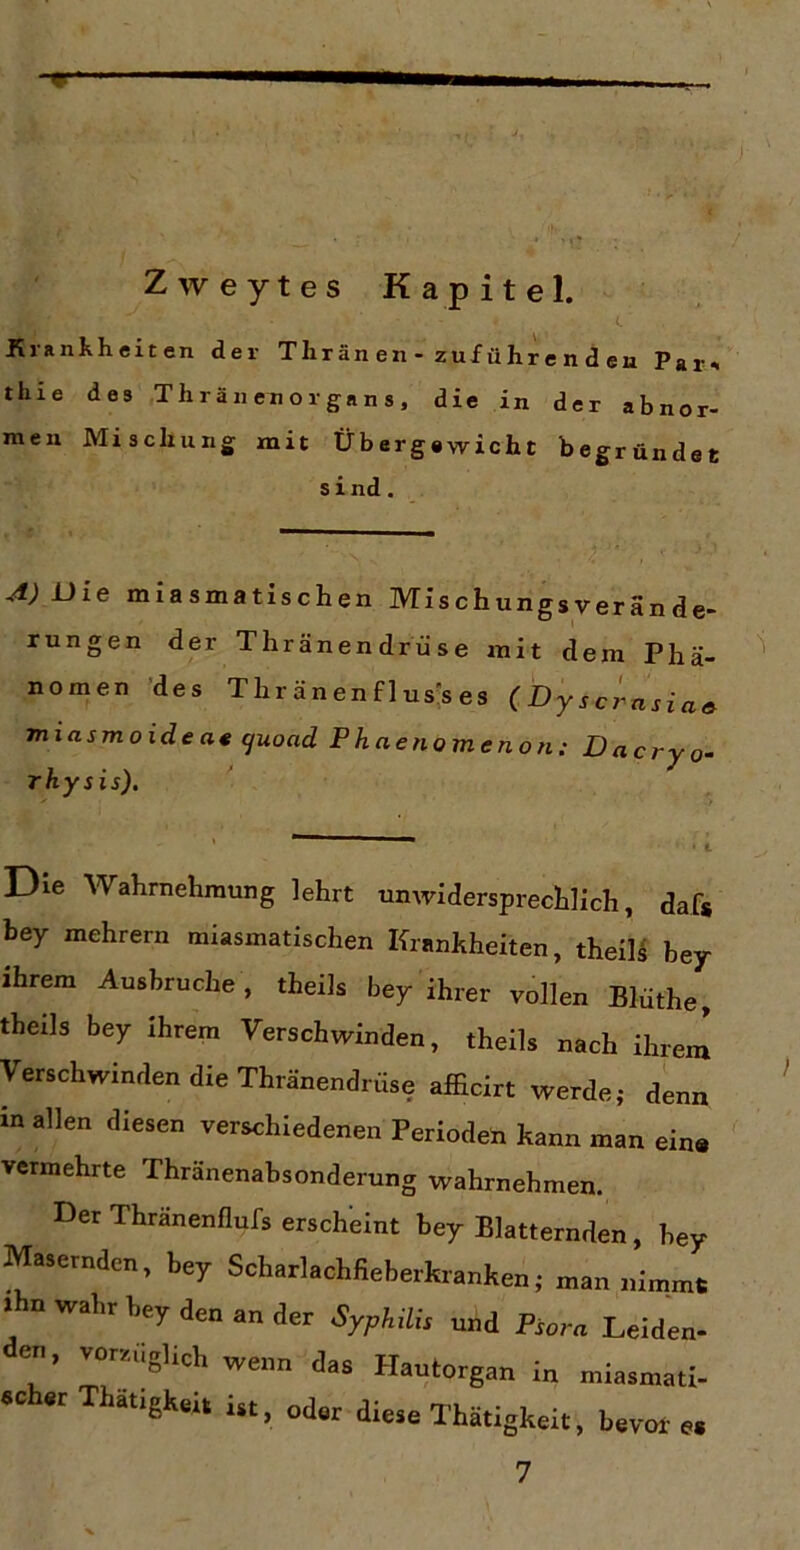 Zweytes Kapitel.
Krankheiten der Thränen-zuführenden Par-
thie des Thränenorgans, die in der abnor-
men Mischung mit Übergewicht begründet
sind.
A) Die miasmatischen Mischungsverände-
rungen der Thränendrüse mit dem Phä-
nomen des Thränenflusses (Dyscrasiae
miasmoideae quoad Phaenomenon: Dacryo-
rhysis).
Die Wahrnehmung lehrt unwidersprechlich, daſs
bey mehrern miasmatischen Krankheiten, theils bey
ihrem Ausbruche, theils bey ihrer vollen Blüthe,
theils bey ihrem Verschwinden, theils nach ihrem
Verschwinden die Thränendrüse afficirt werde; denn
in allen diesen verschiedenen Perioden kann man eine
vermehrte Thränenabsonderung wahrnehmen.
Der Thränenfluſs erscheint bey Blatternden, bey
Masernden, bey Scharlachfieberkranken; man nimmt
ihn wahr bey den an der Syphilis und Psora Leiden-
den, vorzüglich wenn das Hautorgan in miasmati-
scher Thätigkeit ist, oder diese Thätigkeit, bevor es
7